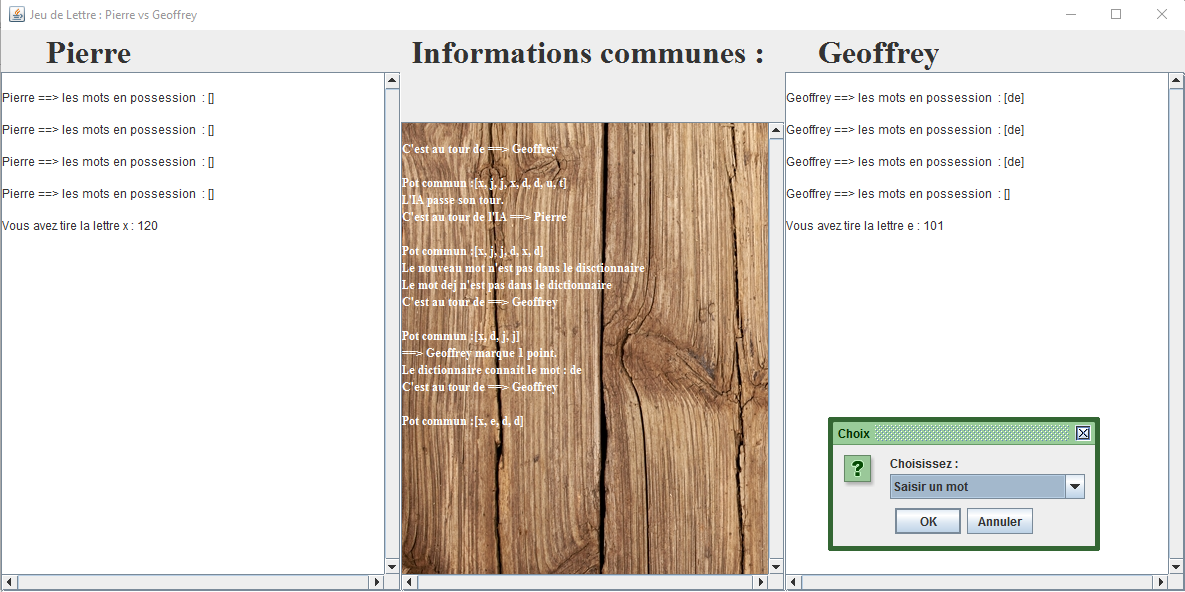 Jeu de Lettre : Pierre vs Geoffrey
Pierre
Informations communes :
Geoffrey
Pierre ==> les mots en possession : []
Pierre ==> les mots en possession : []
Pierre ==> les mots en possession : []
Pierre ==> les mots en possession : []
Vous avez tire la lettre x : 120
C'est au tour de ==> Geoffrey
Pot commun :[x, j, j, x, d, d, u, t]
L'IA passe son tour.
C'est au tour de l'IA ==> Pierre
Pot commun :[x, j, j, d, x, d]
Le nouveau mot n'est pas dans le disctionnaire
Le mot dej n'est pas dans le dictionnaire
C'est au tour de ==> Geoffrey
Pot commun :[x, d, j, j]
==> Geoffrey marque 1 point.
Le dictionnaire connait le mot : de
C'est au tour de ==> Geoffrey
Pot commun :[x, e, d, d]
Geoffrey ==> les mots en possession : [de]
Geoffrey ==> les mots en possession : [de]
Geoffrey ==> les mots en possession : [de]
Geoffrey ==> les mots en possession : []
Vous avez tire la lettre e : 101
Choix
?
Choisissez :
Saisir un mot
OK
Annuler